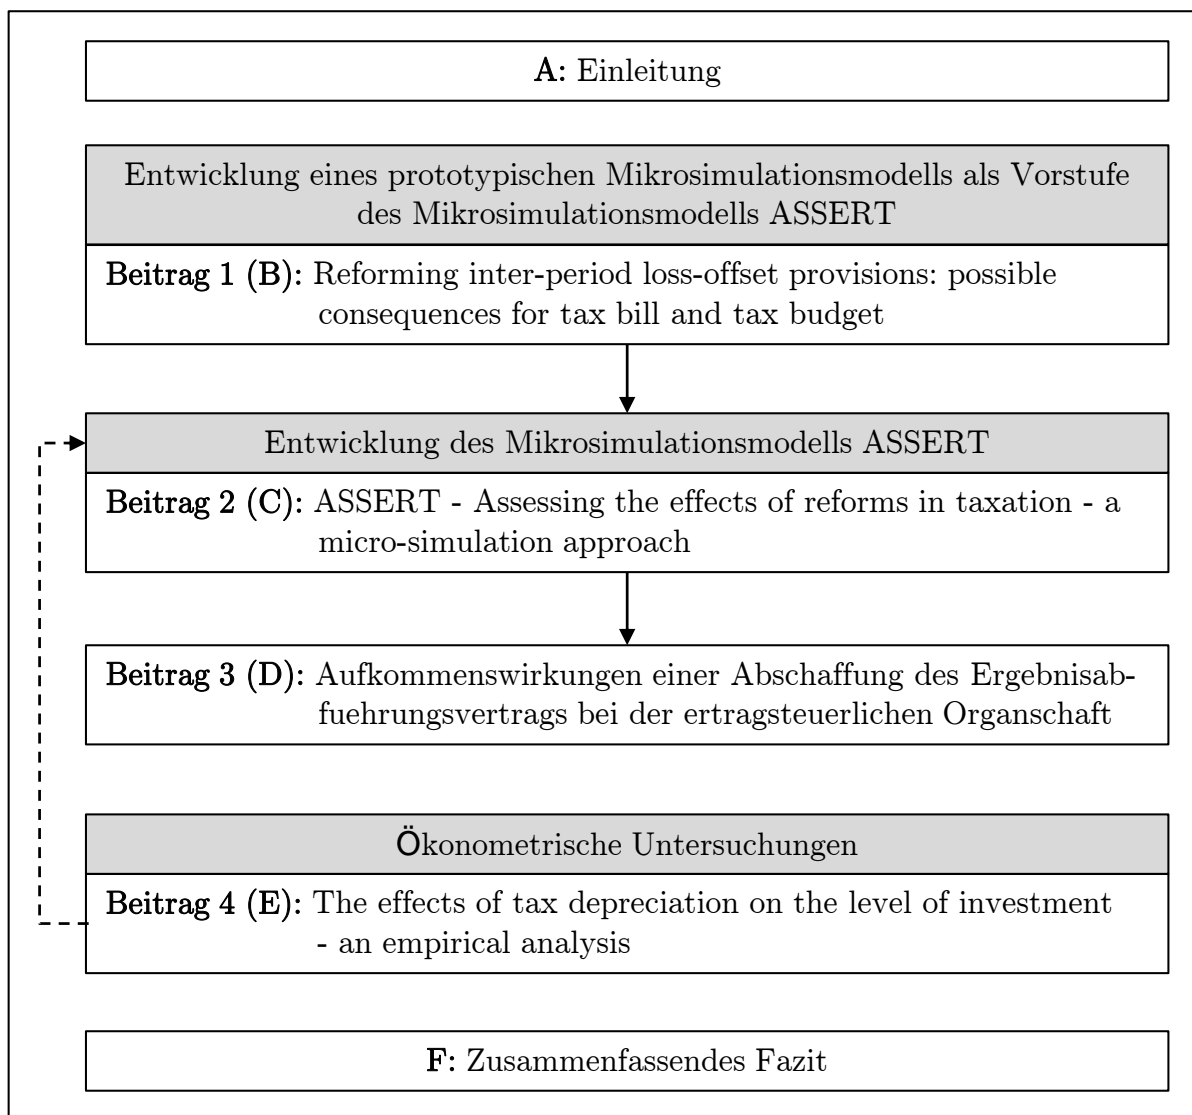 A: Einleitung
Entwicklung eines prototypischen Mikrosimulationsmodells als Vorstufe
des Mikrosimulationsmodells ASSERT
Beitrag 1 (B): Reforming inter-period loss-offset provisions: possible
consequences for tax bill and tax budget
Entwicklung des Mikrosimulationsmodells ASSERT
Beitrag 2 (C): ASSERT - Assessing the effects of reforms in taxation - a
micro-simulation approach
Beitrag 3 (D): Aufkommenswirkungen einer Abschaffung des Ergebnisab-
fuehrungsvertrags bei der ertragsteuerlichen Organschaft
Ökonometrische Untersuchungen
Beitrag 4 (E): The effects of tax depreciation on the level of investment
- an empirical analysis
F: Zusammenfassendes Fazit